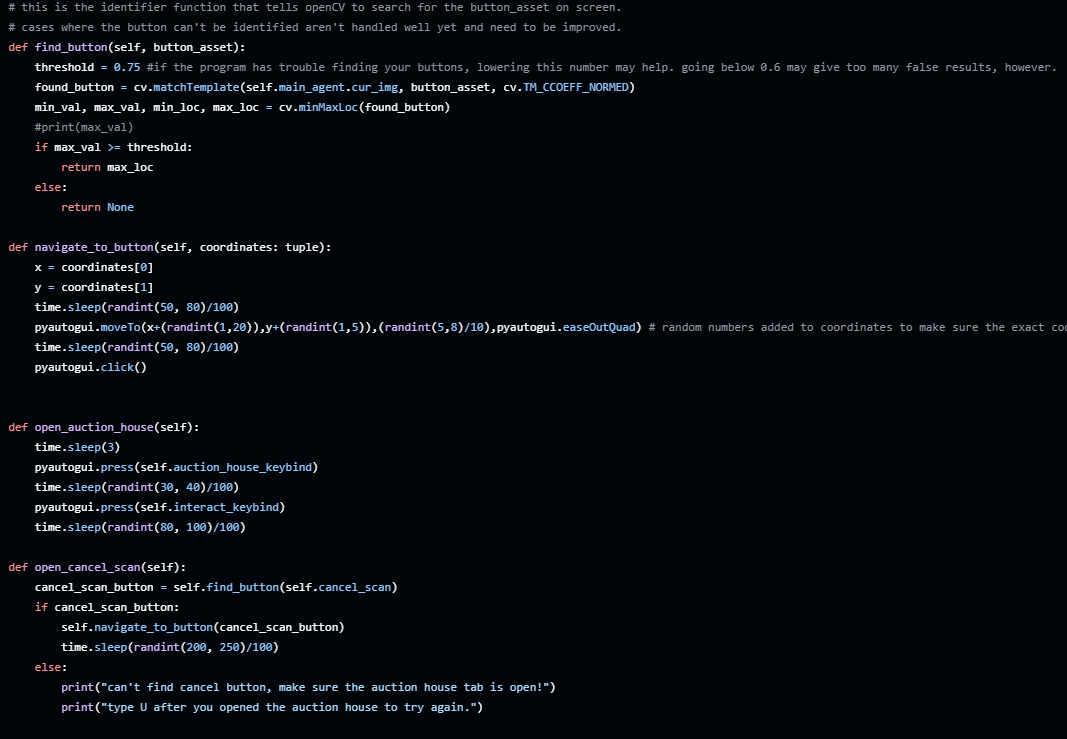 # this is the identifier function that tells openCV to search for the button_asset on screen.
# cases where the button can't be identified aren't handled well yet and need to be improved.
def find_button(self, button_asset):
    threshold = 0.75 #if the program has trouble finding your buttons, lowering this number may help. going below 0.6 may give too many false results, however.
    found_button = cv.matchTemplate(self.main_agent.cur_img, button_asset, cv.TM_CCOEFF_NORMED)
    min_val, max_val, min_loc, max_loc = cv.minMaxLoc(found_button)
    #print(max_val)
    if max_val >= threshold:
        return max_loc
    else:
        return None
def navigate_to_button(self, coordinates: tuple):
    x = coordinates[0]
    y = coordinates[1]
    time.sleep(randint(50, 80)/100)
    pyautogui.moveTo(x+(randint(1,20)),y+(randint(1,5)),(randint(5,8)/10),pyautogui.easeOutQuad) # random numbers added to coordinates to make sure the exact
    time.sleep(randint(50, 80)/100)
    pyautogui.click()
def open_auction_house(self):
    time.sleep(3)
    pyautogui.press(self.auction_house_keybind)
    time.sleep(randint(30, 40)/100)
    pyautogui.press(self.interact_keybind)
    time.sleep(randint(80, 100)/100)
def open_cancel_scan(self):
    cancel_scan_button = self.find_button(self.cancel_scan)
    if cancel_scan_button:
        self.navigate_to_button(cancel_scan_button)
        time.sleep(randint(200, 250)/100)
    else:
        print("can't find cancel button, make sure the auction house tab is open!")
        print("type U after you opened the auction house to try again.")